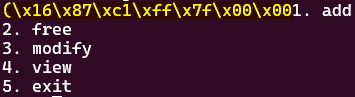 (\x16\x87\xc1\xff\x7f\x00\x001. add
2. free
3. modify
4. view
5. exit